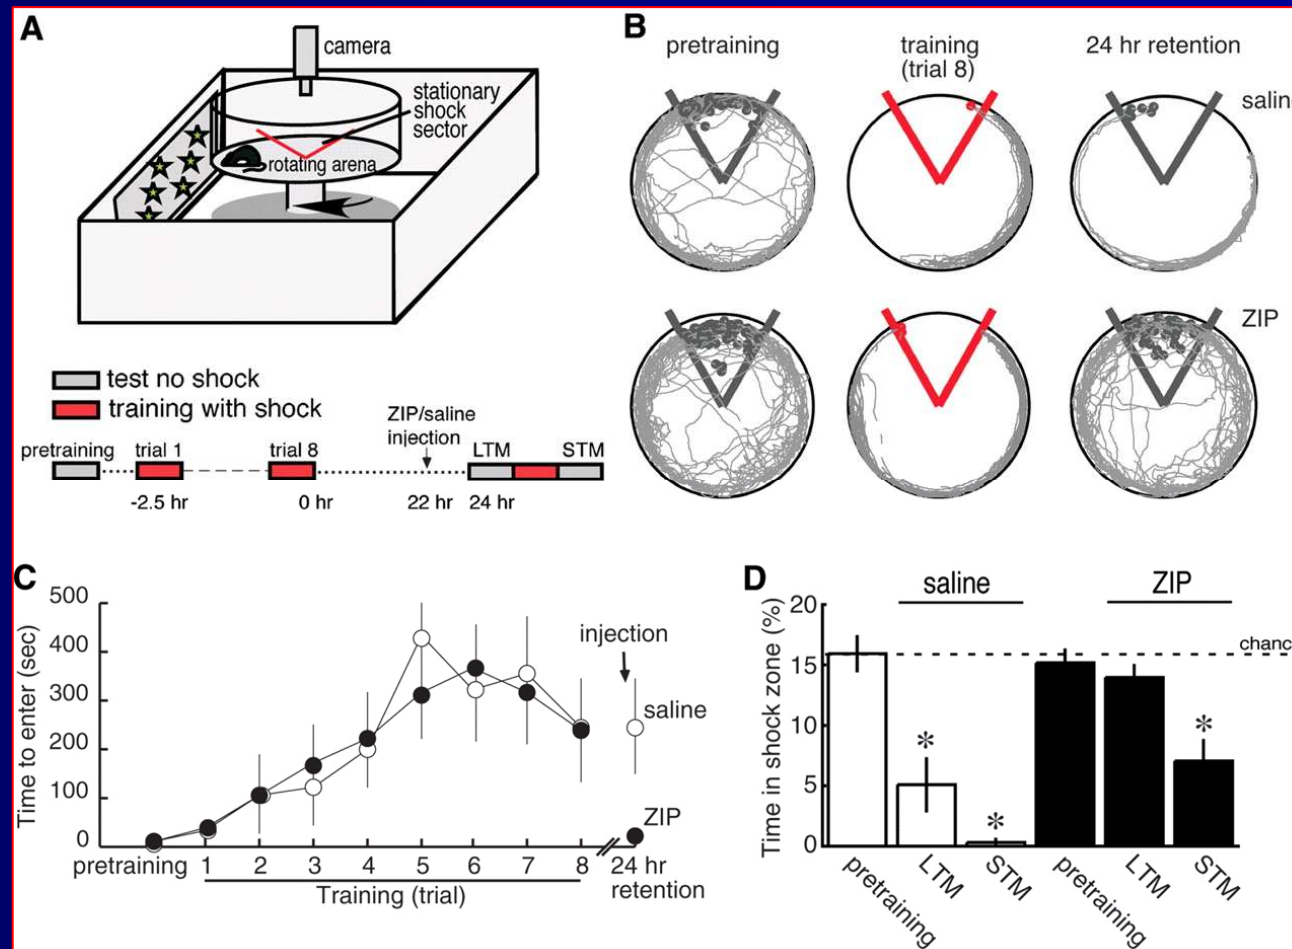 A
camera
stationary
shock
sector
rotating arena
test no shock
training with shock
ZIP/saline
injection
pretraining
trial 1
trial 8
LTM
STM
-2.5 hr
0 hr
22 hr
24 hr
B
pretraining
training
(trial 8)
24 hr retention
salin
ZIP
C
Time to enter (sec)
500
400
300
200
100
0
injection
saline
ZIP
pretraining 1 2 3 4 5 6 7 8 24 hr
retention
Training (trial)
D
saline
ZIP
Time in shock zone (%)
20
15
10
5
0
chanc
*
*
*
pretraining
LTM
STM
pretraining
LTM
STM